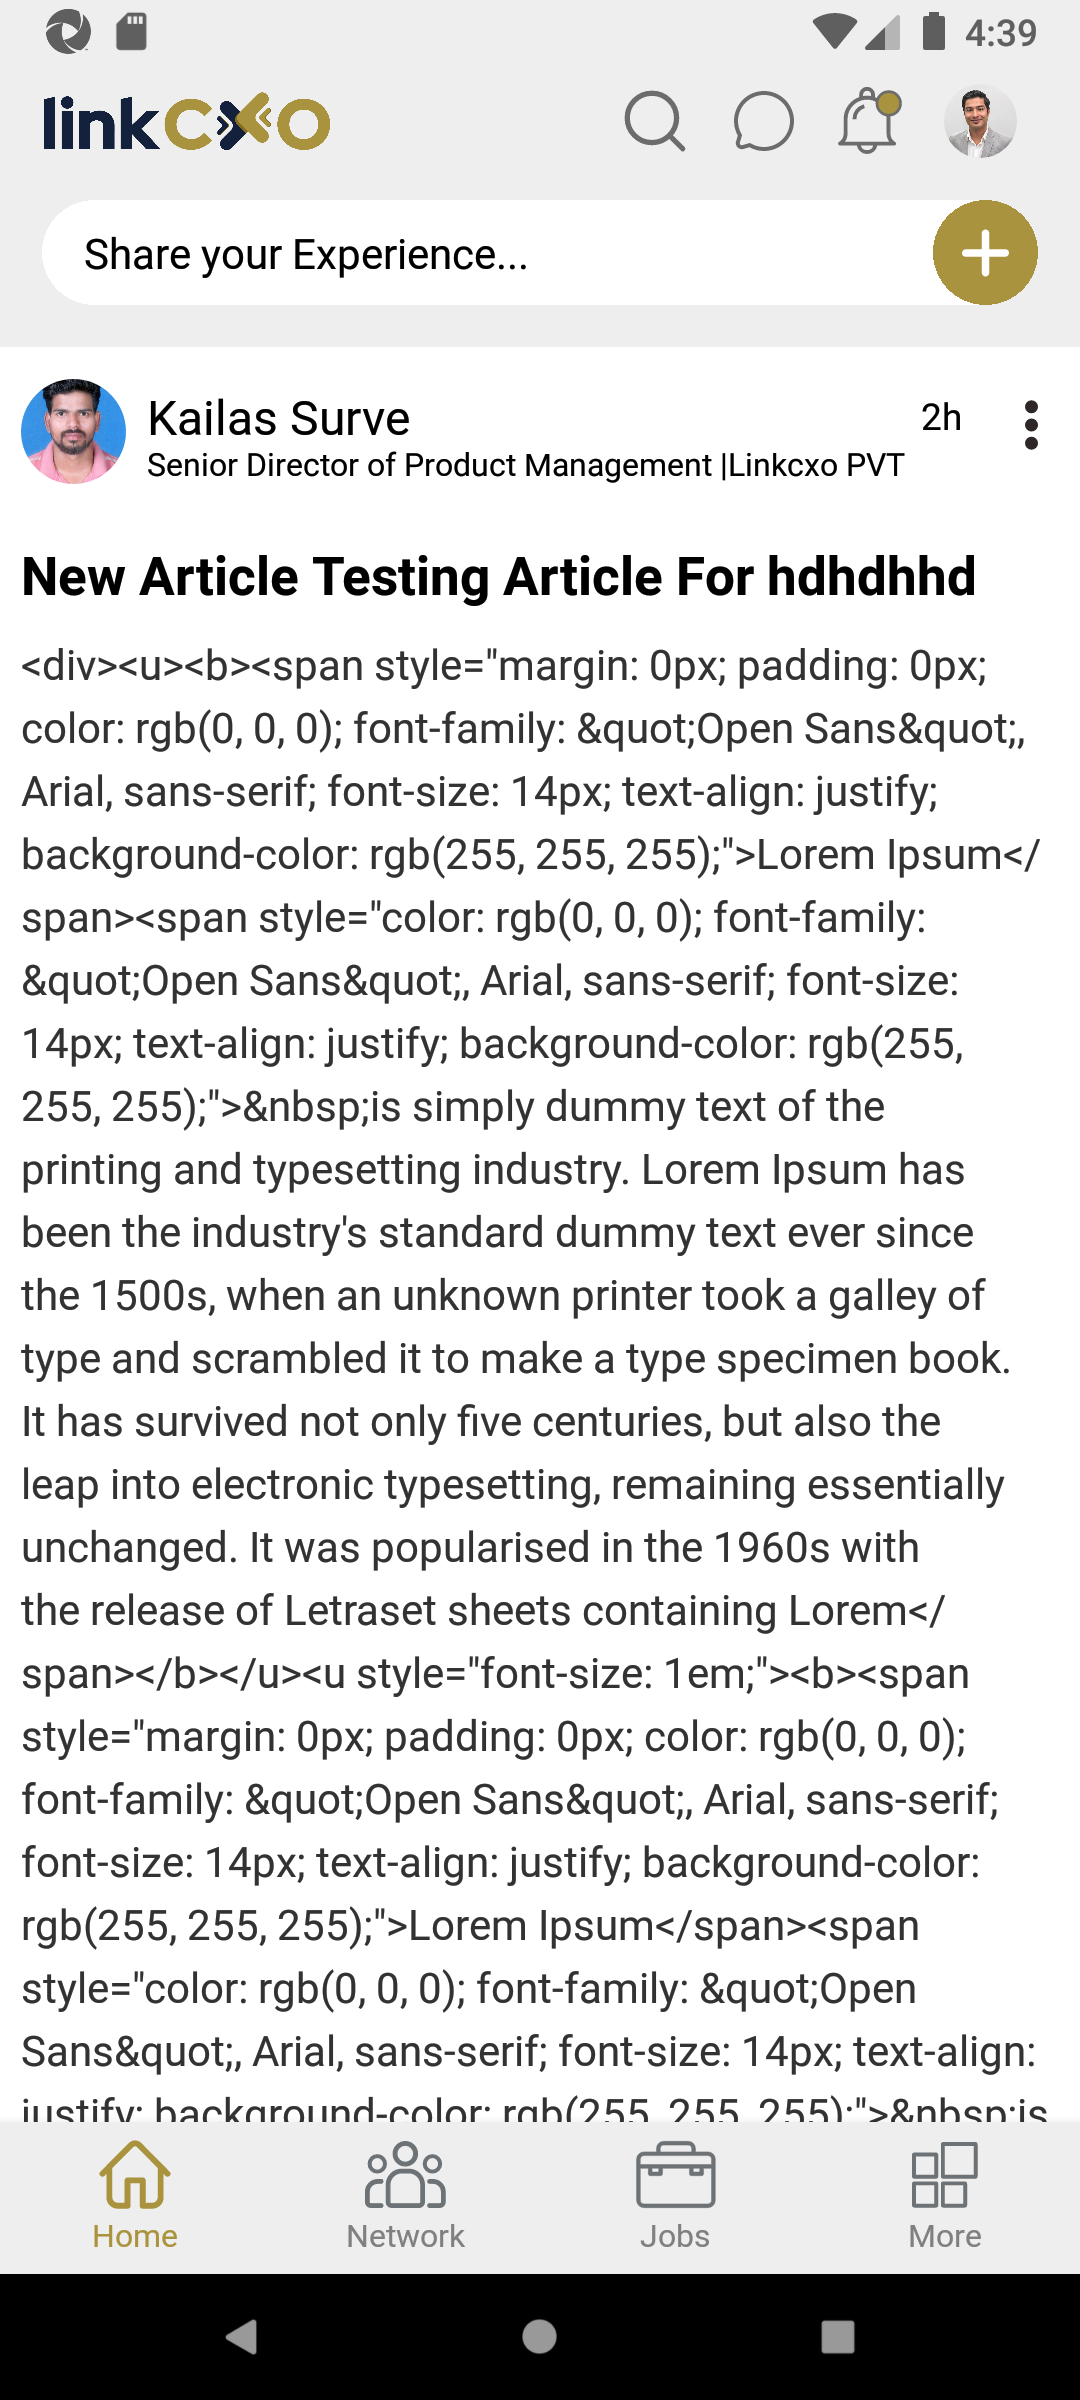 4:39
linkCXO
Share your Experience...
Kailas Surve
2h
Senior Director of Product Management |Linkcxo PVT
New Article Testing Article For hdhdhhd
<div><u><b><span style="margin: 0px; padding: 0px;
color: rgb(0, 0, 0); font-family: &quot;Open Sans&quot;,
Arial, sans-serif; font-size: 14px; text-align: justify;
background-color: rgb(255, 255, 255);">Lorem Ipsum</
span><span style="color: rgb(0, 0, 0); font-family:
&quot;Open Sans&quot;, Arial, sans-serif; font-size:
14px; text-align: justify; background-color: rgb(255,
255, 255);">&nbsp;is simply dummy text of the
printing and typesetting industry. Lorem Ipsum has
been the industry's standard dummy text ever since
the 1500s, when an unknown printer took a galley of
type and scrambled it to make a type specimen book.
It has survived not only five centuries, but also the
leap into electronic typesetting, remaining essentially
unchanged. It was popularised in the 1960s with
the release of Letraset sheets containing Lorem</
span></b></u><u style="font-size: 1em;"><b><span
style="margin: 0px; padding: 0px; color: rgb(0, 0, 0);
font-family: &quot;Open Sans&quot;, Arial, sans-serif;
font-size: 14px; text-align: justify; background-color:
rgb(255, 255, 255);">Lorem Ipsum</span><span
style="color: rgb(0, 0, 0); font-family: &quot;Open
Sans&quot;, Arial, sans-serif; font-size: 14px; text-align:
justify; background-color: rgb(255, 255, 255);">&nbsp;is
Home
Network
Jobs
More